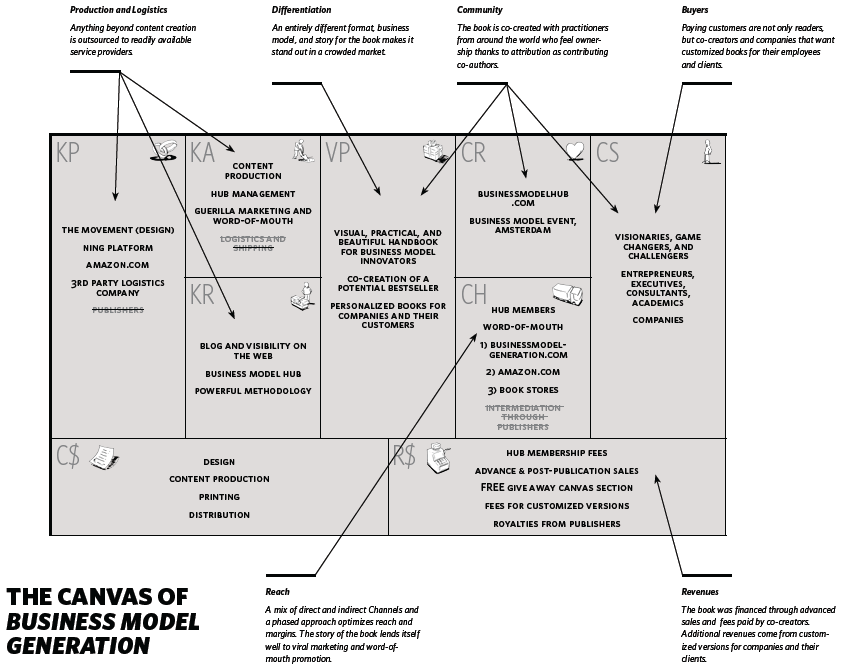 Production and Logistics
Anything beyond content creation
is outsourced to readily available
service providers.
Differentiation
An entirely different format, business
model, and story for the book makes it
stand out in a crowded market.
Community
The book is co-created with practitioners
from around the world who feel owner-
ship thanks to attribution as contributing
co-authors.
Buyers
Paying customers are not only readers,
but co-creators and companies that want
customized books for their employees
and clients.
KP
THE MOVEMENT (DESIGN)
NING PLATFORM
AMAZON.COM
3RD PARTY LOGISTICS
COMPANY
PUBLISHERS
KA
CONTENT
PRODUCTION
HUB MANAGEMENT
GUERILLA MARKETING AND
WORD-OF-MOUTH
LOGISTICS AND
SHIPPING
KR
BLOG AND VISIBILITY ON
THE WEB
BUSINESS MODEL HUB
POWERFUL METHODOLOGY
VP
VISUAL, PRACTICAL, AND
BEAUTIFUL HANDBOOK
FOR BUSINESS MODEL
INNOVATORS
CO-CREATION OF A
POTENTIAL BESTSELLER
PERSONALIZED BOOKS FOR
COMPANIES AND THEIR
CUSTOMERS
CR
BUSINESSMODELHUB
.COM
BUSINESS MODEL EVENT,
AMSTERDAM
CH
HUB MEMBERS
WORD-OF-MOUTH
1) BUSINESSMODEL-
GENERATION.COM
2) AMAZON.COM
3) BOOK STORES
INTERMEDIATION
THROUGH
PUBLISHERS
CS
VISIONARIES, GAME
CHANGERS, AND
CHALLENGERS
ENTREPRENEURS,
EXECUTIVES,
CONSULTANTS,
ACADEMICS
COMPANIES
C$
DESIGN
CONTENT PRODUCTION
PRINTING
DISTRIBUTION
R$
HUB MEMBERSHIP FEES
ADVANCE & POST-PUBLICATION SALES
FREE GIVE AWAY CANVAS SECTION
FEES FOR CUSTOMIZED VERSIONS
ROYALTIES FROM PUBLISHERS
THE CANVAS OF
BUSINESS MODEL
GENERATION
Reach
A mix of direct and indirect Channels and
a phased approach optimizes reach and
margins. The story of the book lends itself
well to viral marketing and word-of-
mouth promotion.
Revenues
The book was financed through advanced
sales and fees paid by co-creators.
Additional revenues come from custom-
ized versions for companies and their
clients.